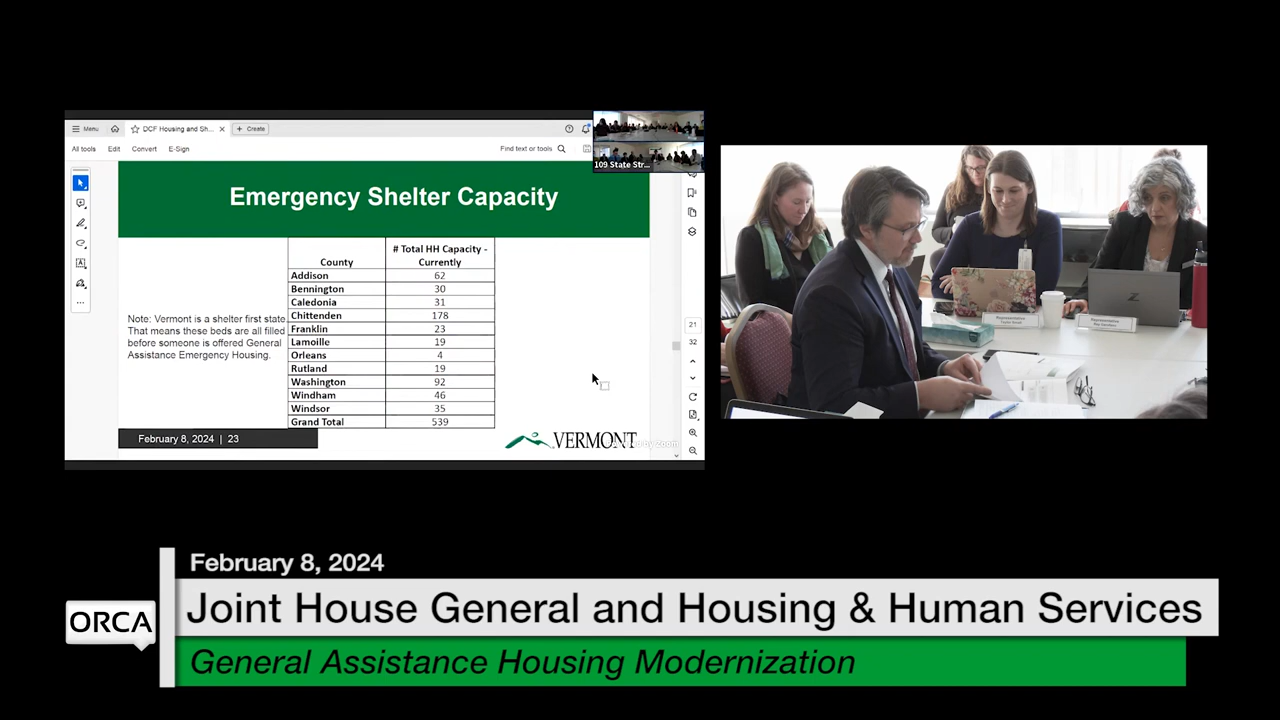 Menu
DCF Housing and Sh...
Create
All tools Edit Convert E-Sign
Find text or tools
109 State Str...
Emergency Shelter Capacity
County # Total HH Capacity - Currently
Addison 62
Bennington 30
Caledonia 31
Chittenden 178
Franklin 23
Lamoille 19
Orleans 4
Rutland 19
Washington 92
Windham 46
Windsor 35
Grand Total 539
Note: Vermont is a shelter first state
That means these beds are all filled
before someone is offered General
Assistance Emergency Housing.
21
32
February 8, 2024 | 23
VERMONT
Representative
Representative
February 8, 2024
ORCA
Joint House General and Housing & Human Services
General Assistance Housing Modernization